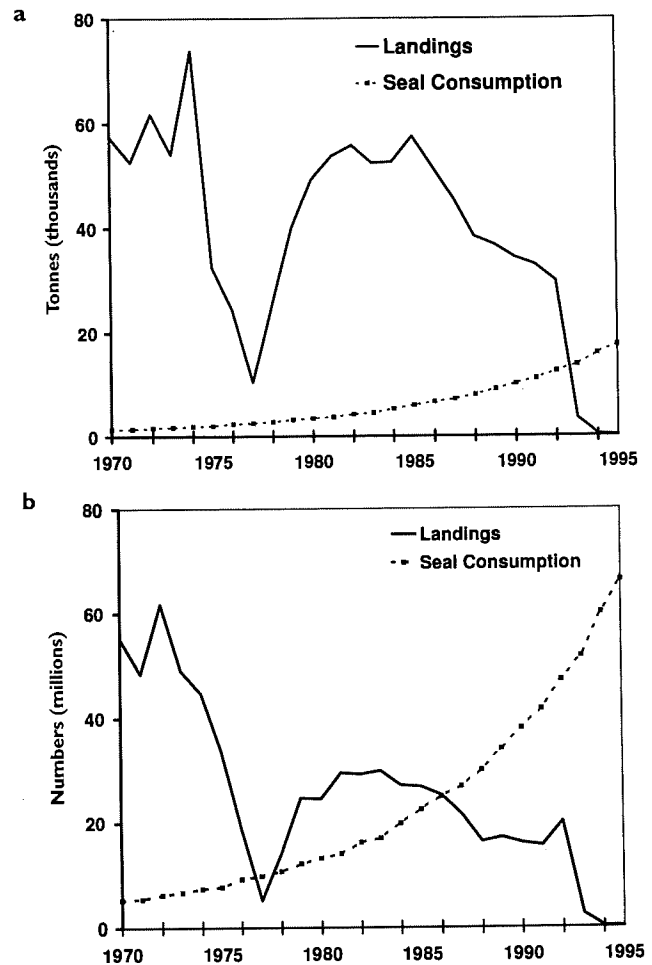 a
80
60
40
20
0
Tonnes (thousands)
Landings
Seal Consumption
1970 1975 1980 1985 1990 1995
b
80
60
40
20
0
Numbers (millions)
Landings
Seal Consumption
1970 1975 1980 1985 1990 1995